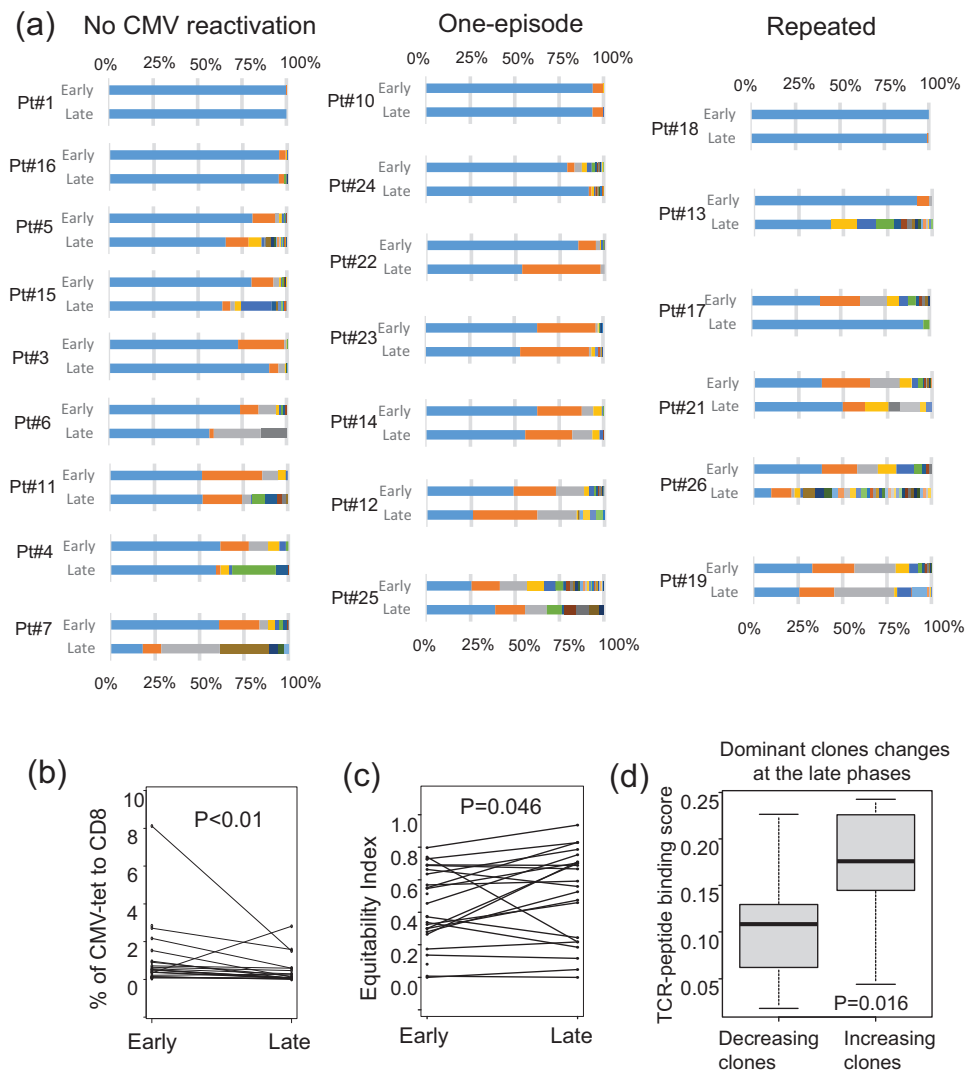 (a)
No CMV reactivation
0% 25% 50% 75% 100%
Pt#1
Early
Late
Pt#16
Early
Late
Pt#5
Early
Late
Pt#15
Early
Late
Pt#3
Early
Late
Pt#6
Early
Late
Pt#11
Early
Late
Pt#4
Early
Late
Pt#7
Early
Late
0% 25% 50% 75% 100%
One-episode
0% 25% 50% 75% 100%
Pt#10
Early
Late
Pt#24
Early
Late
Pt#22
Early
Late
Pt#23
Early
Late
Pt#14
Early
Late
Pt#12
Early
Late
Pt#25
Early
Late
0% 25% 50% 75% 100%
Repeated
0% 25% 50% 75% 100%
Pt#18
Early
Late
Pt#13
Early
Late
Pt#17
Early
Late
Pt#21
Early
Late
Pt#26
Early
Late
Pt#19
Early
Late
0% 25% 50% 75% 100%
(b)
% of CMV-tet to CD8
10
8
6
4
2
0
P<0.01
Early Late
(c)
Equitability Index
1.0
0.8
0.6
0.4
0.2
0.0
P=0.046
Early Late
(d)
Dominant clones changes
at the late phases
TCR-peptide binding score
0.25
0.20
0.15
0.10
0.05
P=0.016
Decreasing
clones
Increasing
clones